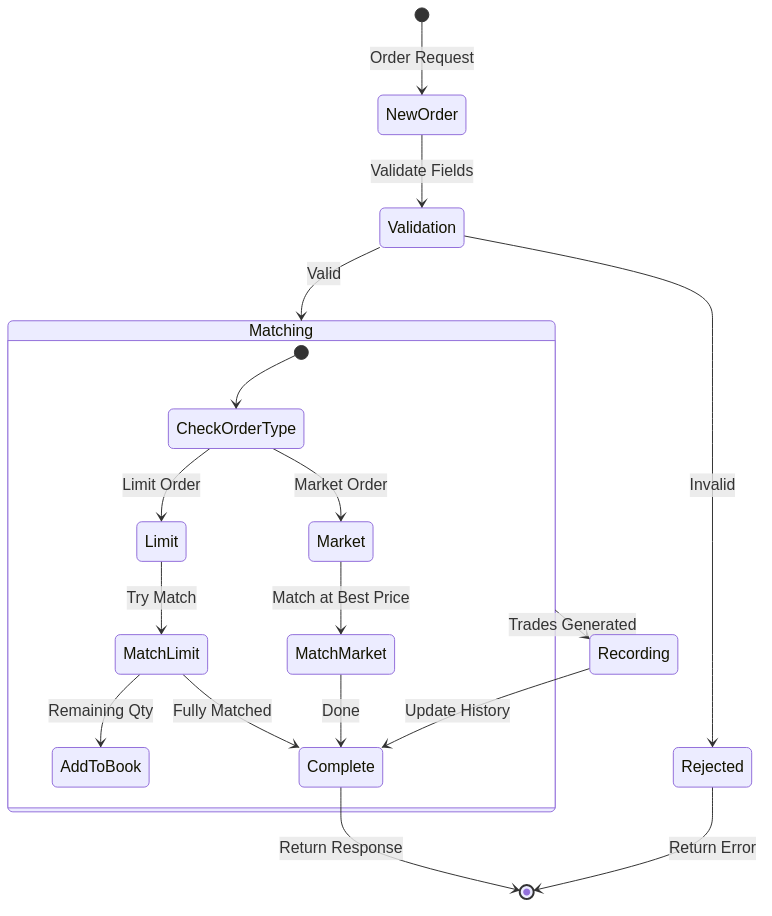 Order Request
NewOrder
Validate Fields
Validation
Valid
Matching
CheckOrderType
Limit Order
Market Order
Invalid
Limit
Market
Try Match
Match at Best Price
Trades Generated
MatchLimit
MatchMarket
Recording
Remaining Qty
Fully Matched
Done
Update History
AddToBook
Complete
Rejected
Return Response
Return Error